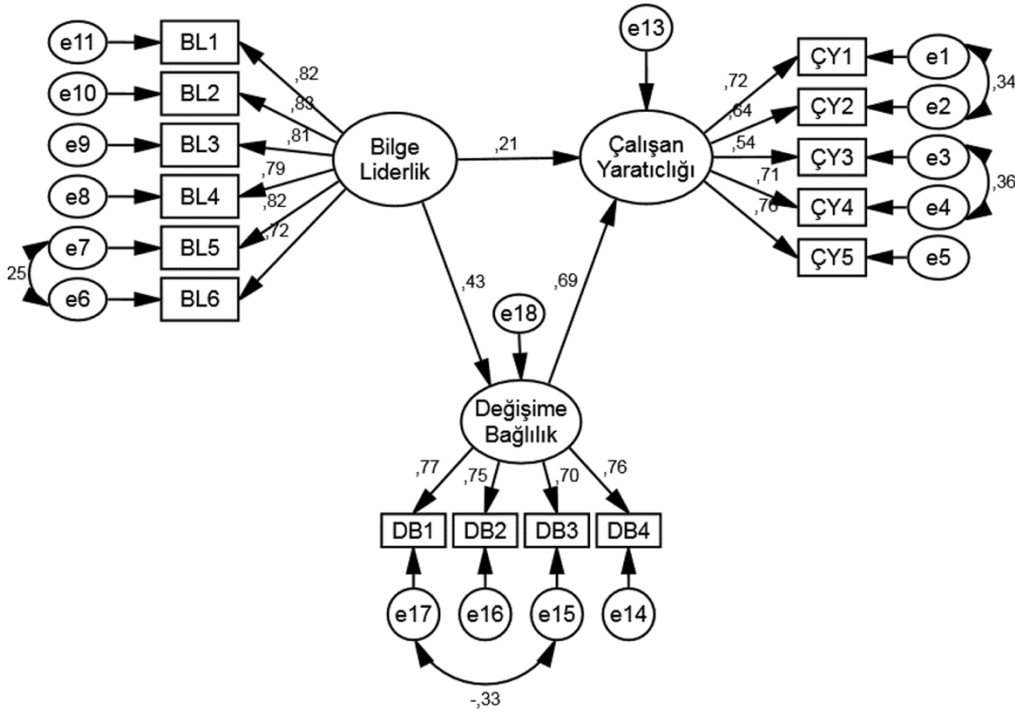 e11
BL1
e10
BL2
e9
BL3
e8
BL4
e7
BL5
e6
BL6
25
,82
,83
,81
,79
,82
,72
Bilge
Liderlik
,21
e13
Çalışan
Yaratıclığı
,72
,64
,54
,71
,76
ÇY1
e1
ÇY2
e2
ÇY3
e3
ÇY4
e4
ÇY5
e5
,34
,36
,43
,69
e18
Değişime
Bağlılık
,77
,75
,70
,76
DB1
DB2
DB3
DB4
e17
e16
e15
e14
-,33